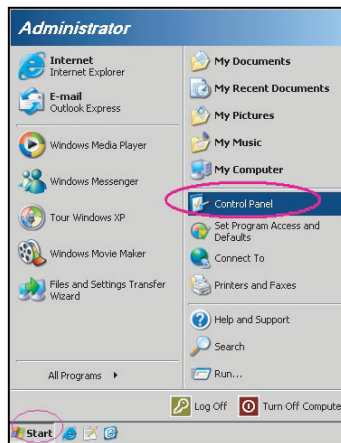 Administrator
Internet
Internet Explorer
E-mail
Outlook Express
Windows Media Player
Windows Messenger
Tour Windows XP
Windows Movie Maker
Files and Settings Transfer
Wizard
All Programs
My Documents
My Recent Documents
My Pictures
My Music
My Computer
Control Panel
Set Program Access and
Defaults
Connect To
Printers and Faxes
Help and Support
Search
Run...
Log Off
Turn Off Compute
Start